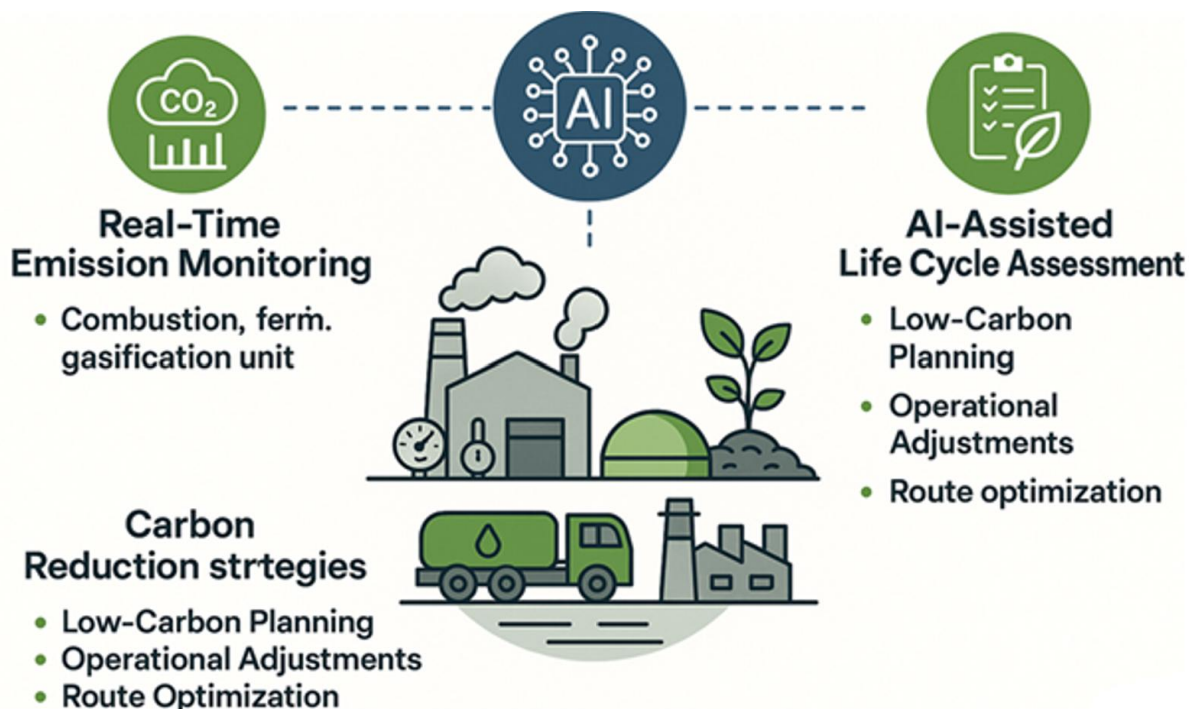 CO₂
AI
Real-Time
Emission Monitoring
• Combustion, ferm.
gasification unit
AI-Assisted
Life Cycle Assessment
• Low-Carbon
Planning
• Operational
Adjustments
• Route optimization
Carbon
Reduction strtegies
• Low-Carbon Planning
• Operational Adjustments
• Route Optimization